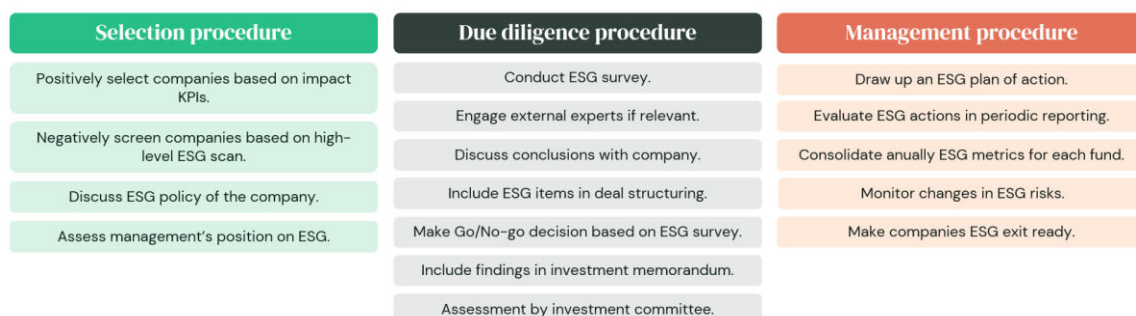 Selection procedure
Positively select companies based on impact
KPIs.
Negatively screen companies based on high-
level ESG scan.
Discuss ESG policy of the company.
Assess management's position on ESG.
Due diligence procedure
Conduct ESG survey.
Engage external experts if relevant.
Discuss conclusions with company.
Include ESG items in deal structuring.
Make Go/No-go decision based on ESG survey.
Include findings in investment memorandum.
Assessment by investment committee.
Management procedure
Draw up an ESG plan of action.
Evaluate ESG actions in periodic reporting.
Consolidate anually ESG metrics for each fund.
Monitor changes in ESG risks.
Make companies ESG exit ready.